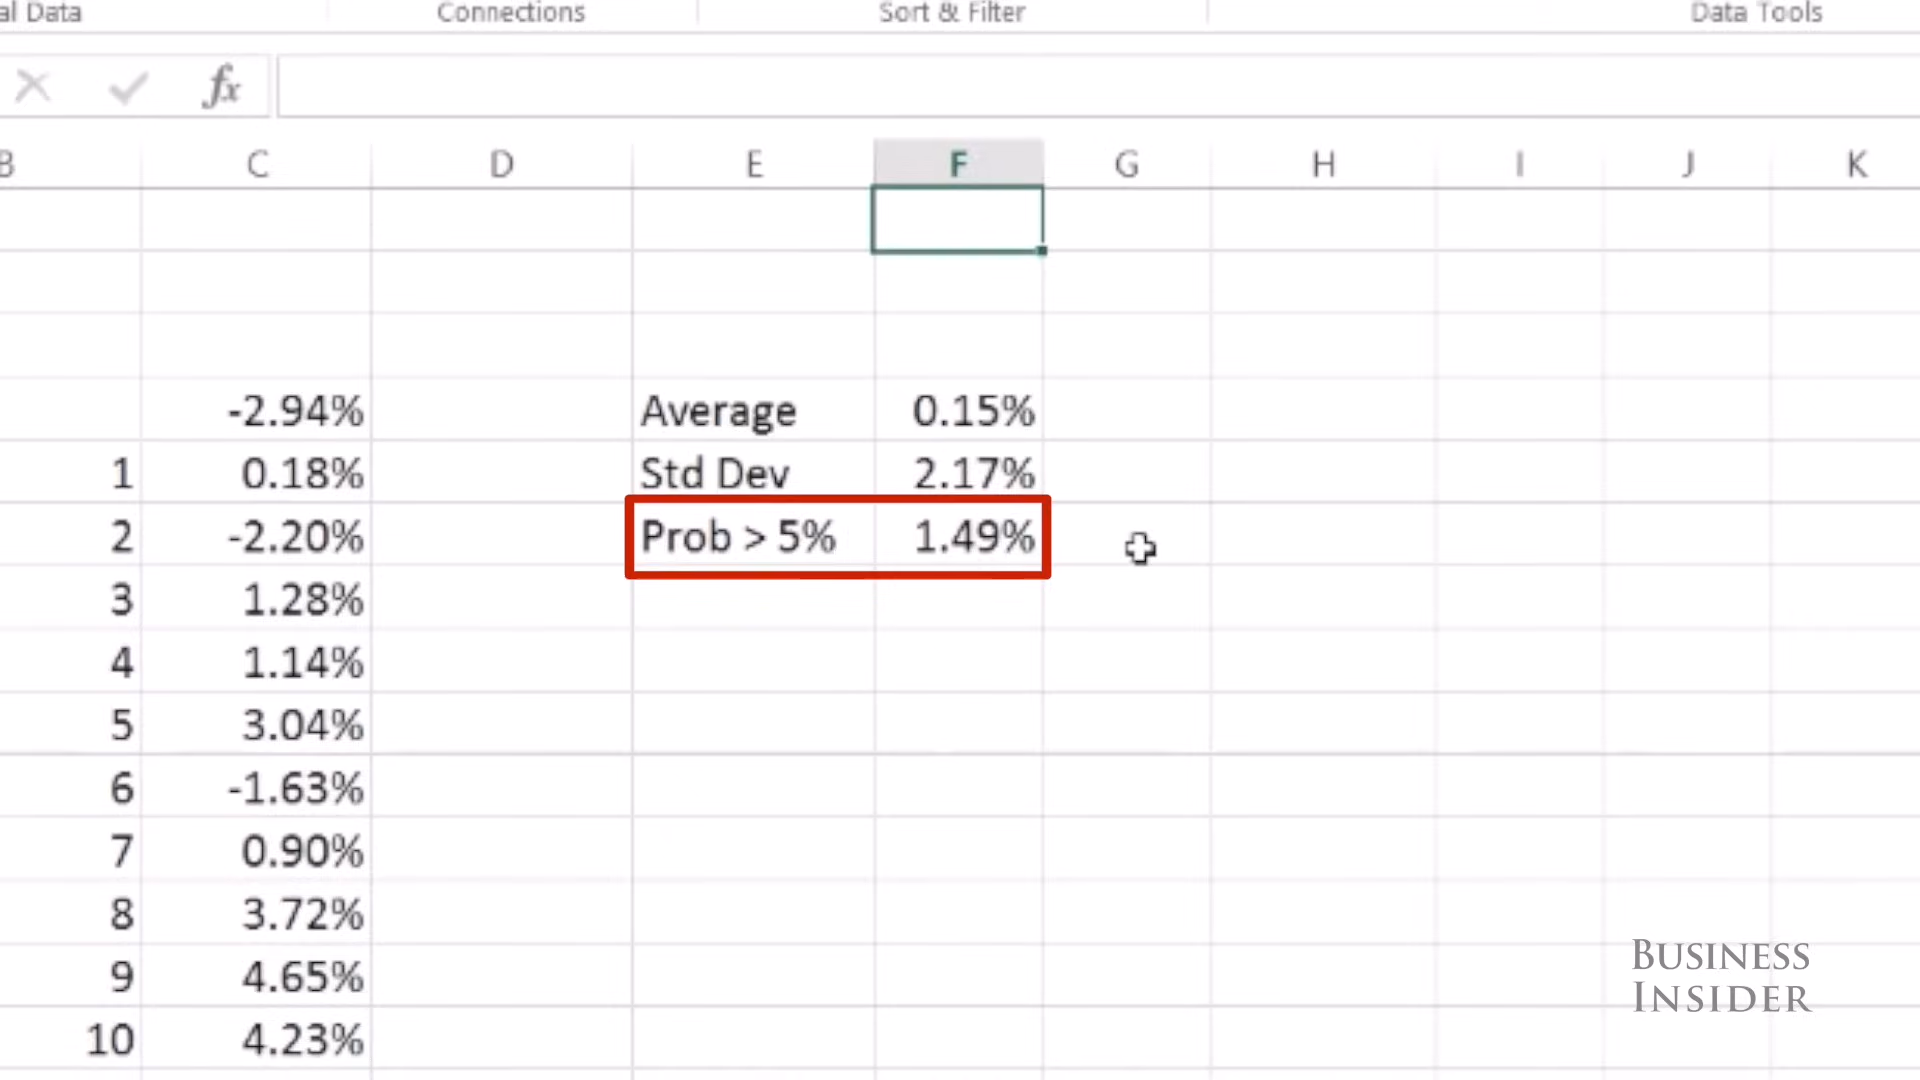 al Data Connections Sort & Filter Data Tools
fx
B C D E F G H I J K
-2.94% Average 0.15%
1 0.18% Std Dev 2.17%
2 -2.20% Prob > 5% 1.49%
3 1.28%
4 1.14%
5 3.04%
6 -1.63%
7 0.90%
8 3.72%
9 4.65%
10 4.23%
BUSINESS
INSIDER